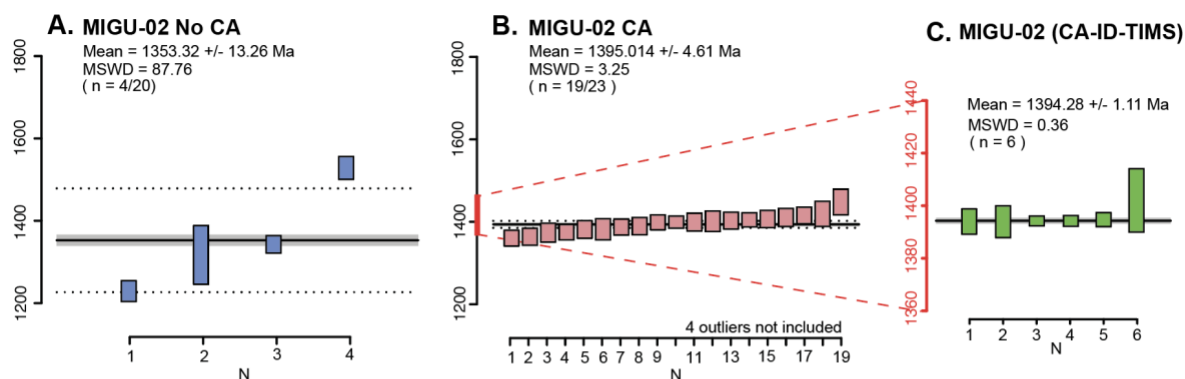 A. MIGU-02 No CA
Mean = 1353.32 +/- 13.26 Ma
MSWD = 87.76
( n = 4/20)
1800
1600
1400
1200
1 2 3 4
N
B. MIGU-02 CA
Mean = 1395.014 +/- 4.61 Ma
MSWD = 3.25
( n = 19/23 )
1800
1600
1400
1200
4 outliers not included
1 2 3 4 5 6 7 8 9 11 13 15 17 19
N
C. MIGU-02 (CA-ID-TIMS)
Mean = 1394.28 +/- 1.11 Ma
MSWD = 0.36
( n = 6 )
1440
1420
1400
1380
1360
1 2 3 4 5 6
N